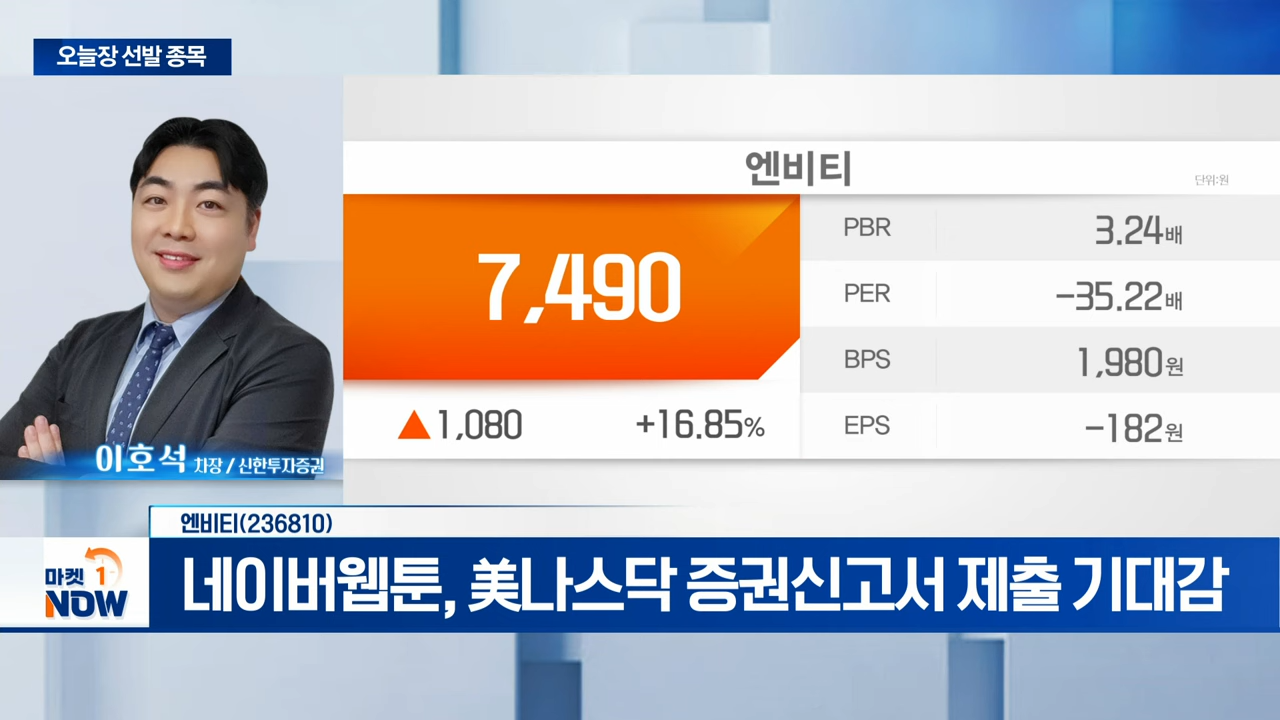 오늘장 선발 종목
엔비티
단위:원
7,490
▲1,080 +16.85%
PBR 3.24배
PER -35.22배
BPS 1,980원
EPS -182원
이호석 차장 / 신한투자증권
엔비티(236810)
마켓 1
NOW
네이버웹툰, 美나스닥 증권신고서 제출 기대감